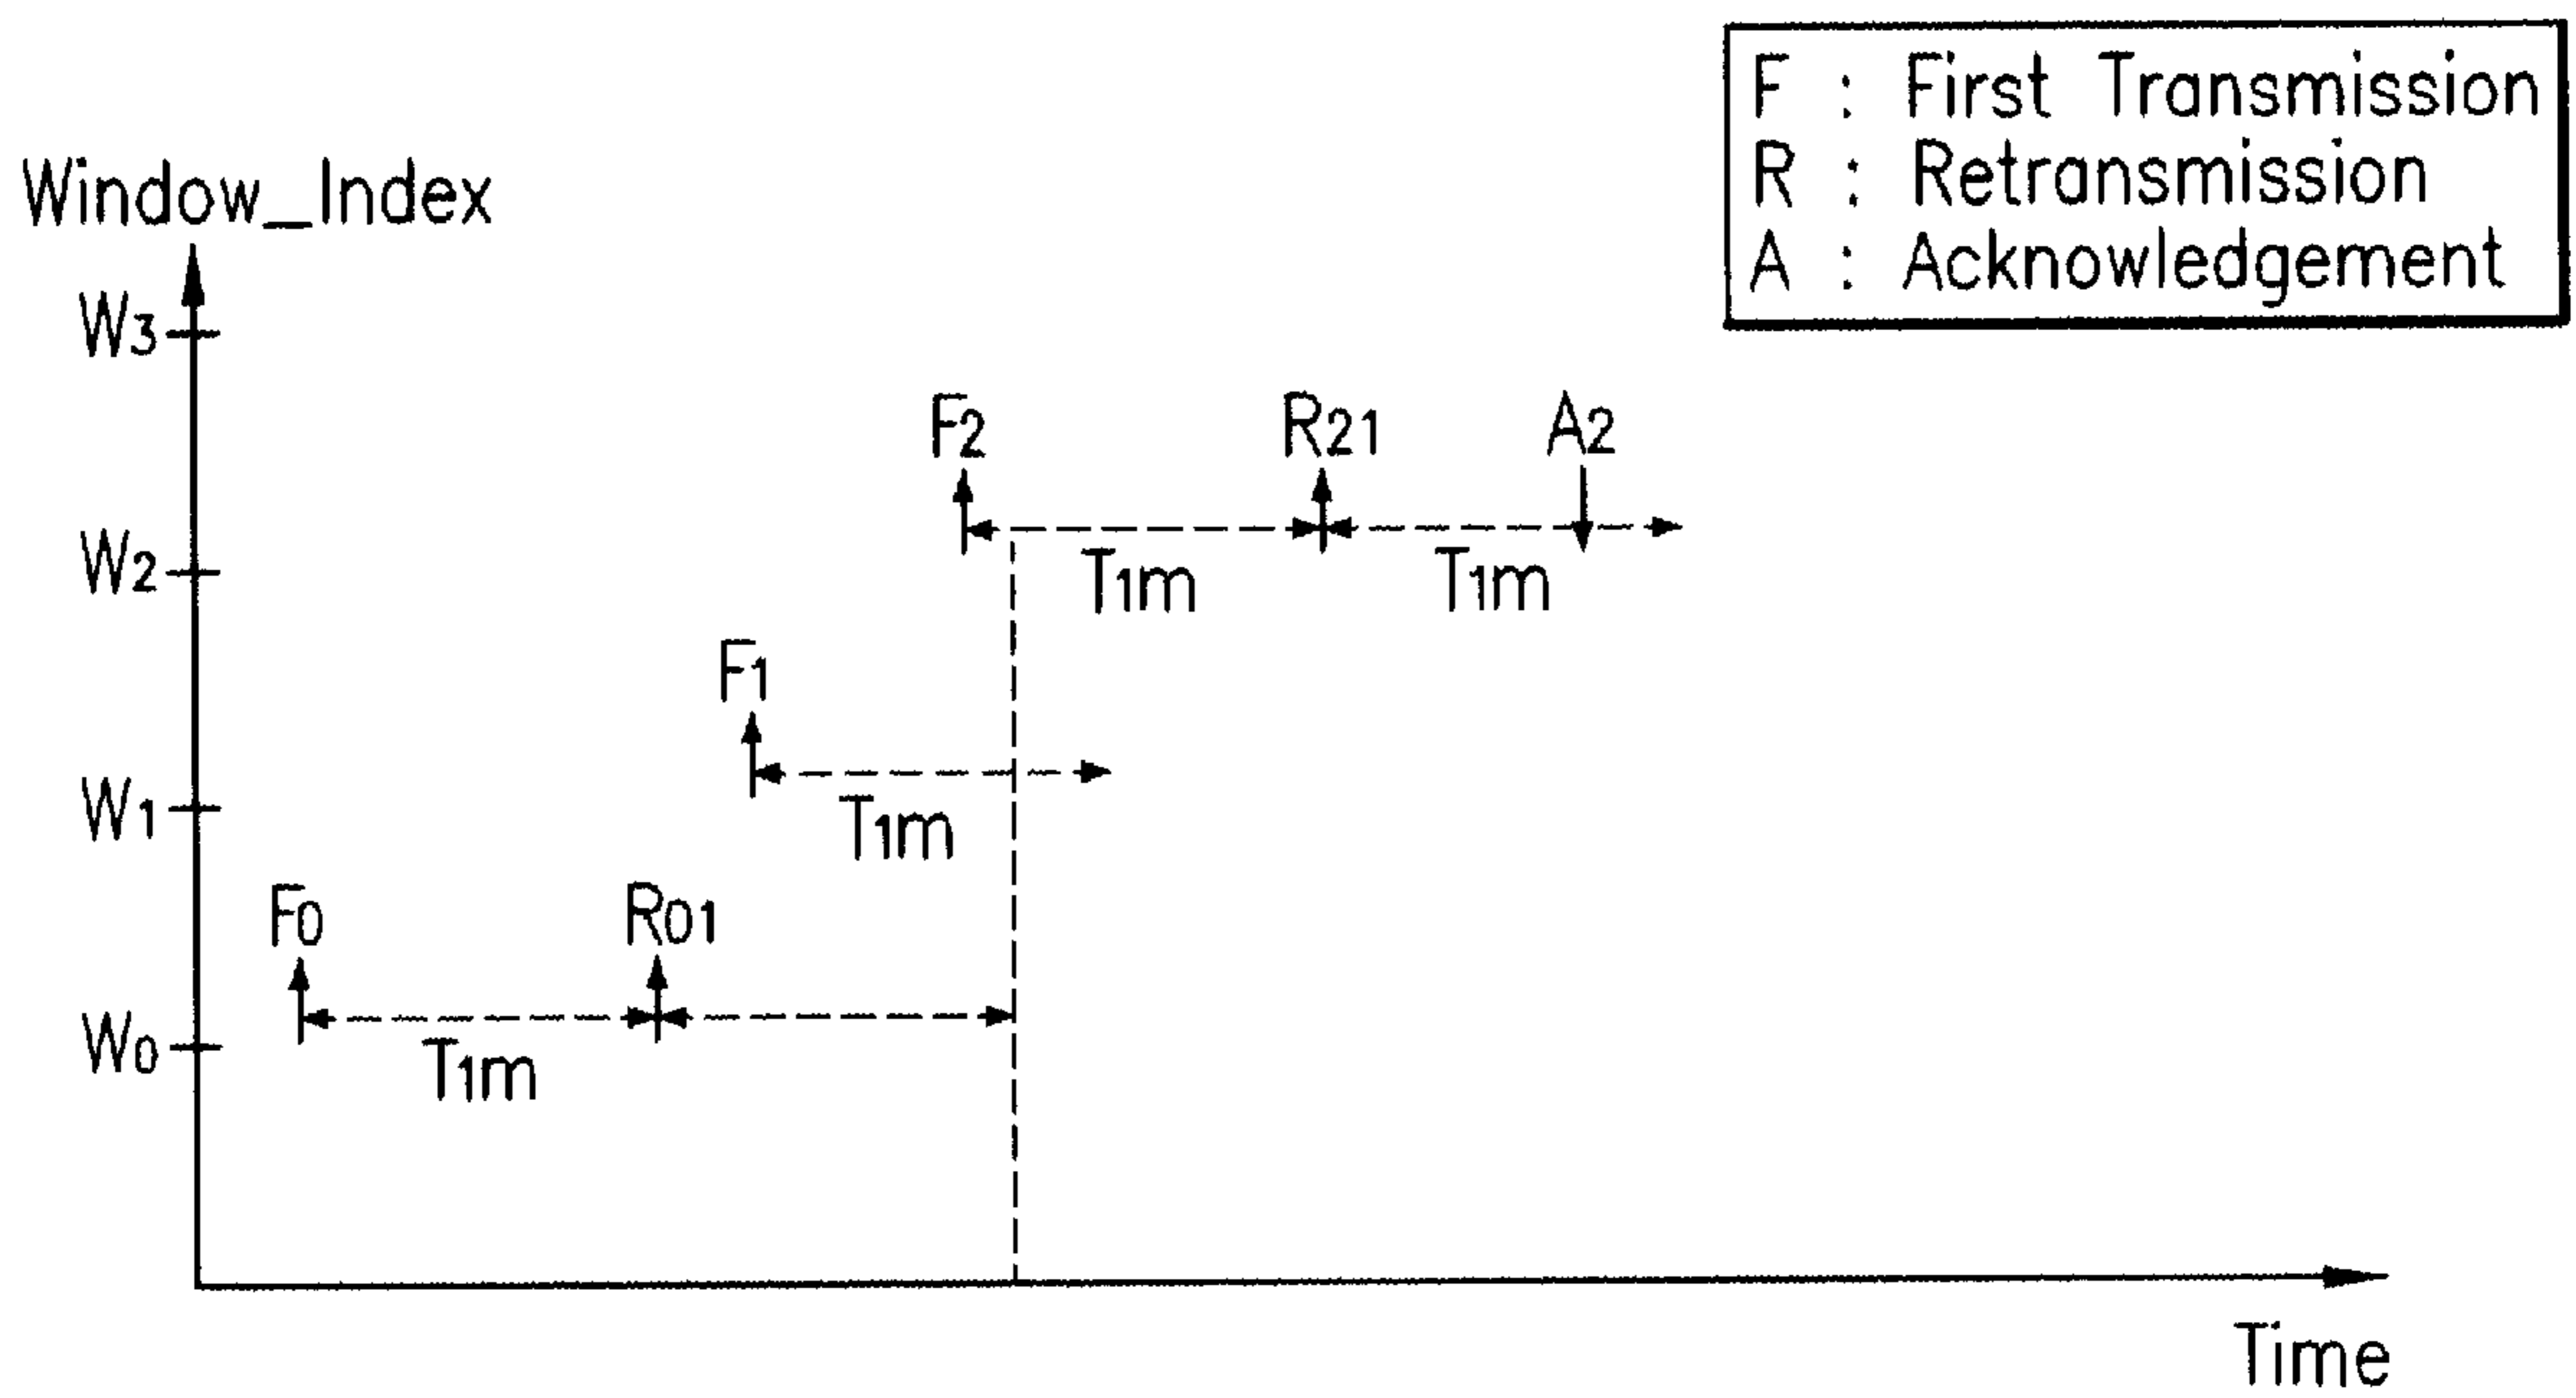 F : First Transmission
R : Retransmission
A : Acknowledgement
Window_Index
W3
F2 R21 A2
W2
T1m T1m
F1
W1
T1m
F0 R01
W0
T1m
Time